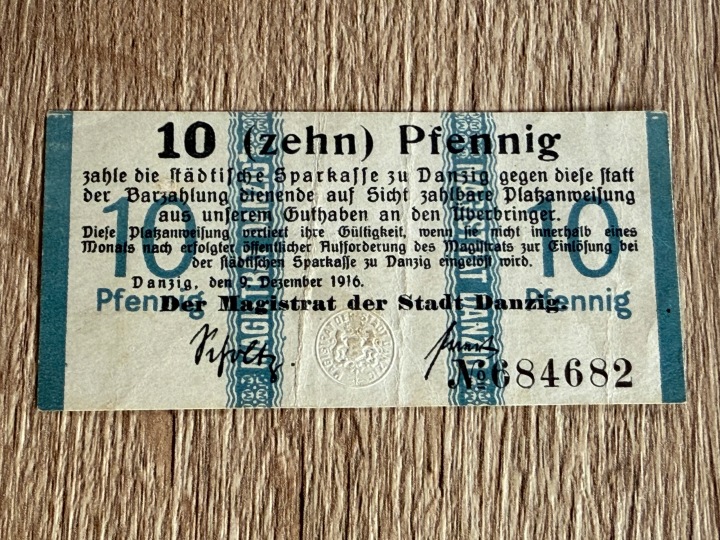 10 (zehn) Pfennig
zahle die städtische Sparkasse zu Danzig gegen diese statt
der Barzahlung dienende auf Sicht zahlbare Platzanweisung
aus unserem Guthaben an den Überbringer.
Diese Platzanweisung verliert ihre Gültigkeit, wenn sie nicht innerhalb eines
Monats nach erfolgter öffentlicher Aufforderung des Magistrats zur Einlösung bei
der städtischen Sparkasse zu Danzig eingelöst wird.
Danzig, den 9. Dezember 1916.
Der Magistrat der Stadt Danzig.
10
Pfennig
10
Pfennig
Scholtz
No 684682